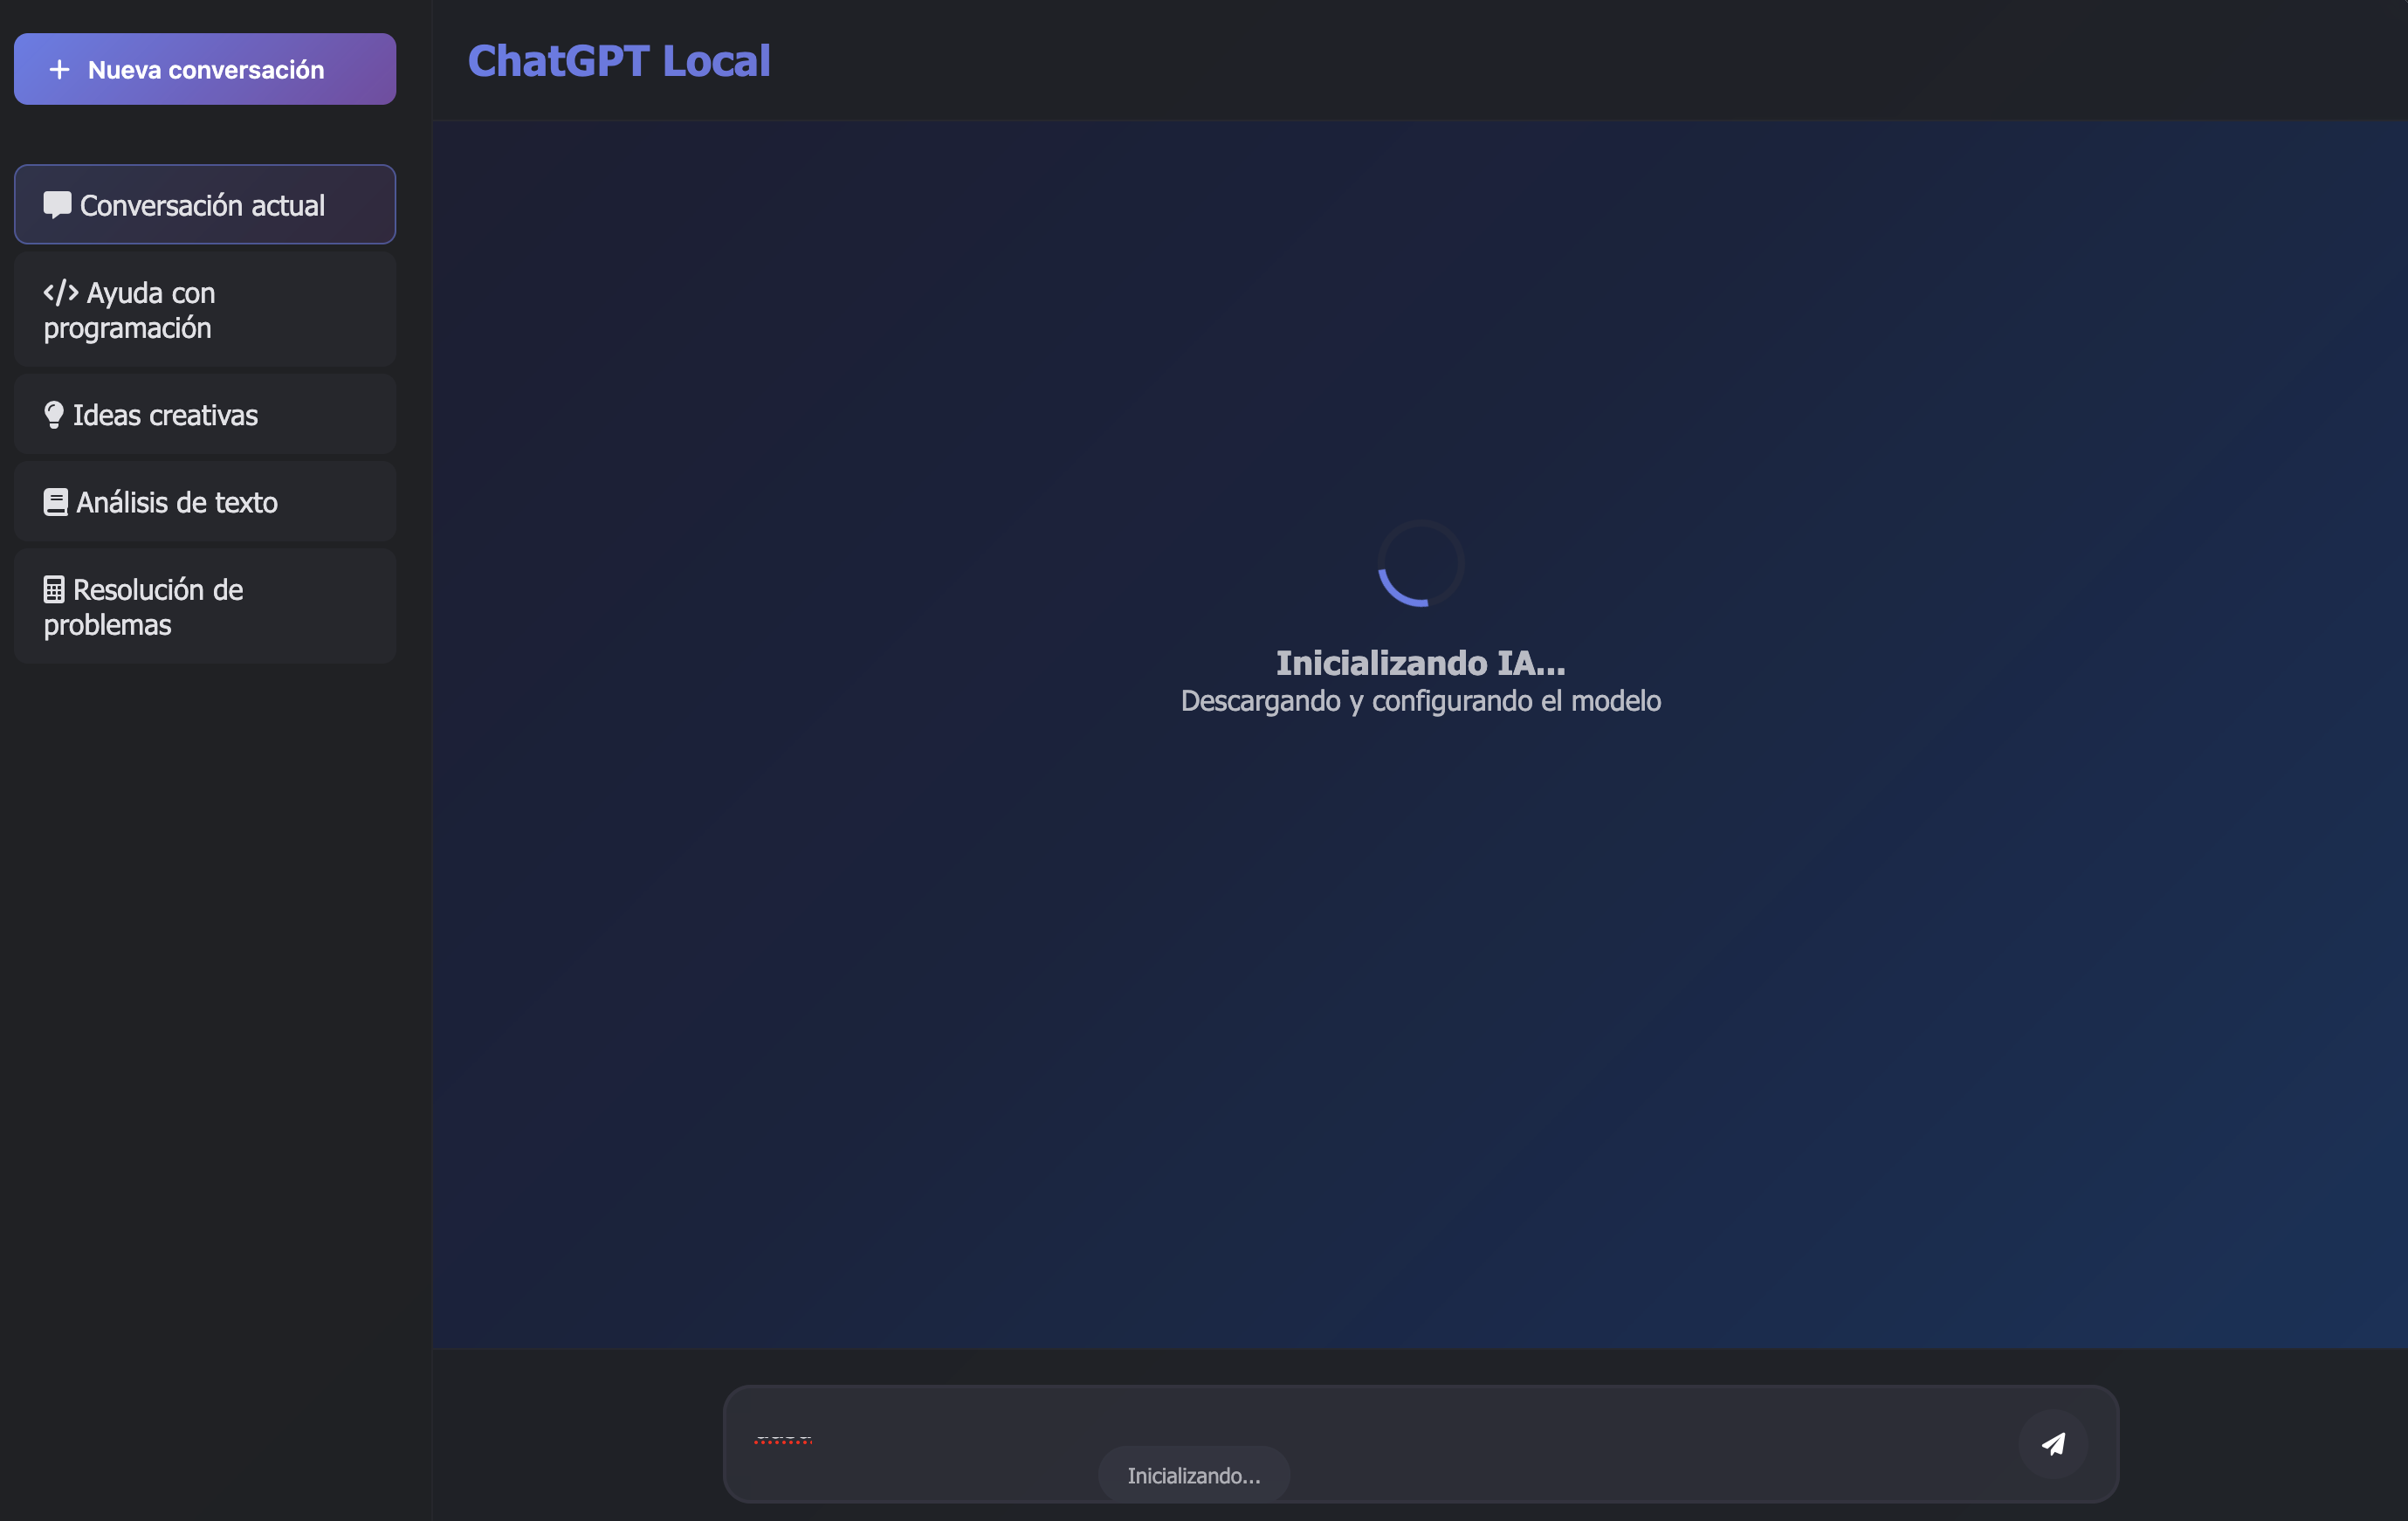 Nueva conversación
ChatGPT Local
Conversación actual
Ayuda con
programación
Ideas creativas
Análisis de texto
Resolución de
problemas
Inicializando IA...
Descargando y configurando el modelo
Inicializando...